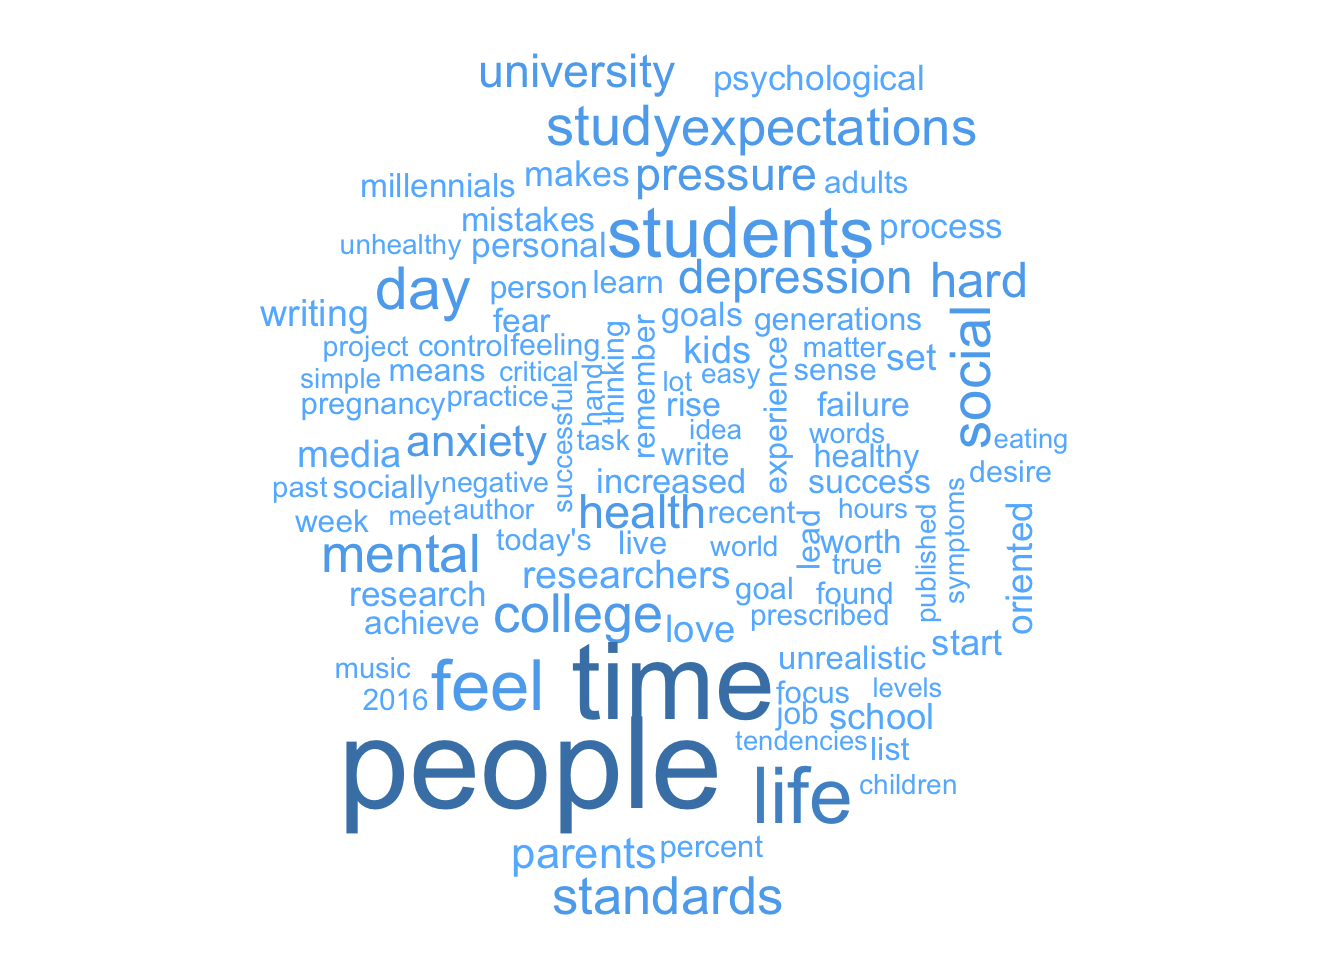 university psychological
study expectations
millennials makes pressure adults
mistakes students process
unhealthy personal
day person learn depression hard
writing fear goals generations
project control feeling thinking remember kids experience matter set social
simple means critical hand lot easy sense
pregnancy practice successful rise failure
media anxiety task idea words eating
write healthy desire
past socially negative increased success
week meet author health recent hours published symptoms oriented
mental today's live world lead worth
researchers true
research goal found
achieve college love prescribed
start
music feel time unrealistic
2016 focus levels
job school
people tendencies list
life children
parents percent
standards